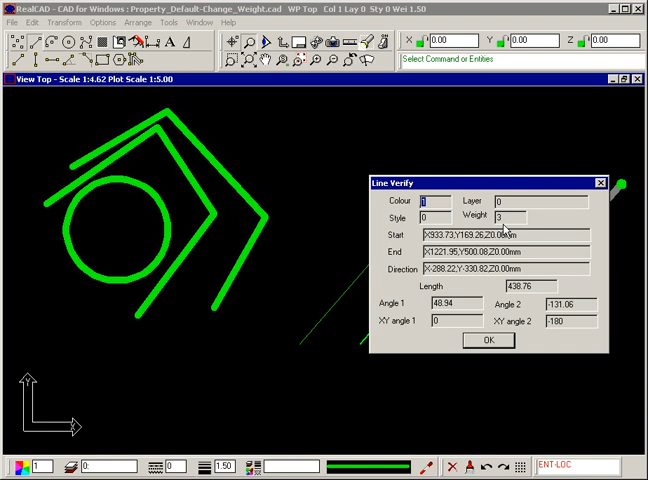 RealCAD - CAD for Windows : Property_Default-Change_Weight.cad WP Top Col 1 Lay 0 Sty 0 Wei 1.50
File Edit Transform Options Arrange Tools Window Help
X 0.00 Y 0.00 Z 0.00
Select Command or Entities
View Top - Scale 1:4.62 Plot Scale 1:5.00
Line Verify
Colour 1 Layer 0
Style 0 Weight 3
Start X933.73,Y169.26,Z0.00mm
End X1221.95,Y500.08,Z0.00mm
Direction X-288.22,Y-330.82,Z0.00mm
Length 438.76
Angle 1 48.94 Angle 2 -131.06
XY angle 1 0 XY angle 2 -180
OK
Y
X
1 0: 0 1.50 ENT-LOC